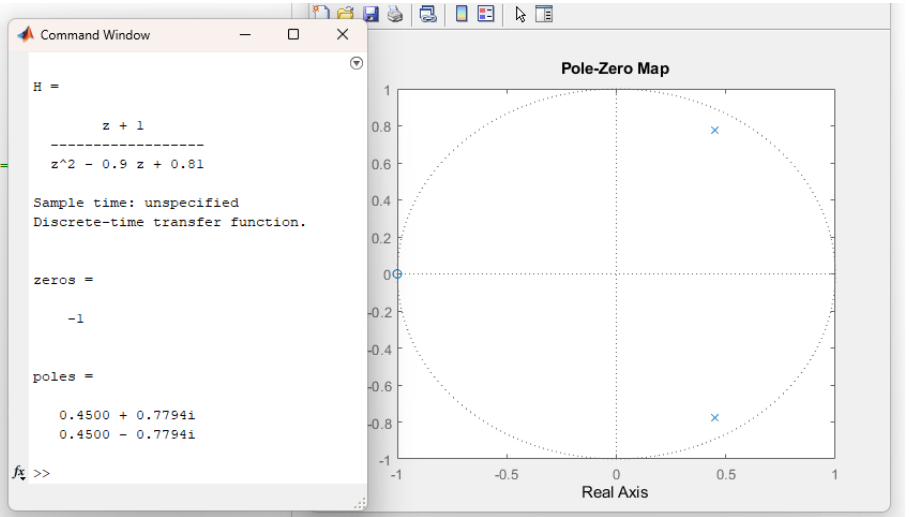 Command Window
H =
z + 1
------------------
z^2 - 0.9 z + 0.81
Sample time: unspecified
Discrete-time transfer function.
zeros =
-1
poles =
0.4500 + 0.7794i
0.4500 - 0.7794i
fx >>
=
Pole-Zero Map
1
0.8
0.6
0.4
0.2
0
-0.2
-0.4
-0.6
-0.8
-1
-1 -0.5 0 0.5 1
Real Axis